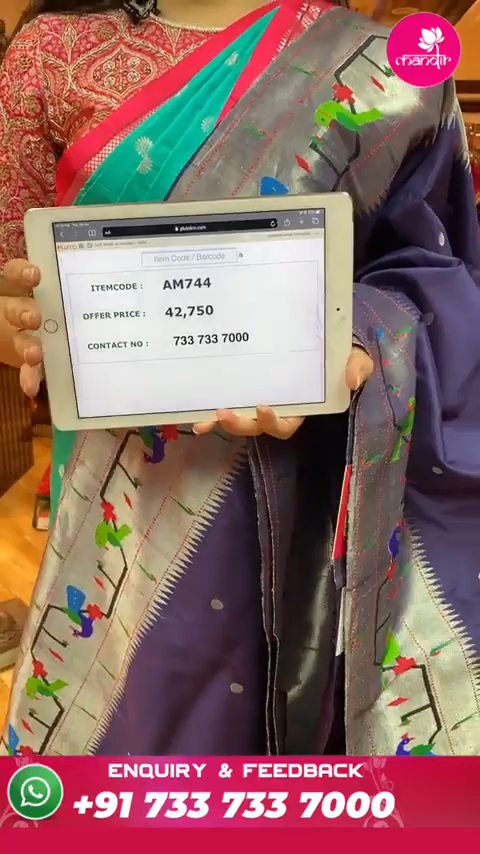 mandir
Item Code / Barcode
ITEMCODE : AM744
OFFER PRICE : 42,750
CONTACT NO : 733 733 7000
ENQUIRY & FEEDBACK
+91 733 733 7000